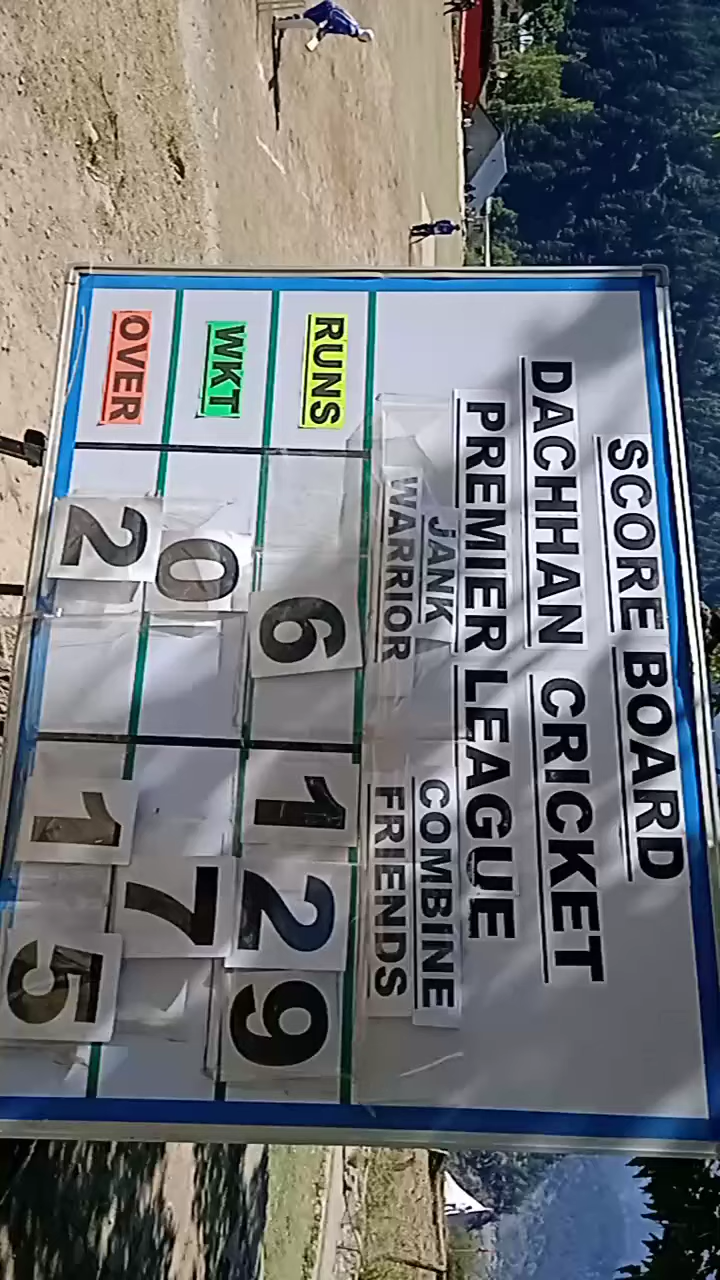 SCORE BOARD
DACHHAN CRICKET
PREMIER LEAGUE
JANK WARRIOR
COMBINE FRIENDS
RUNS 6 129
WKT 0 7
OVER 2 15